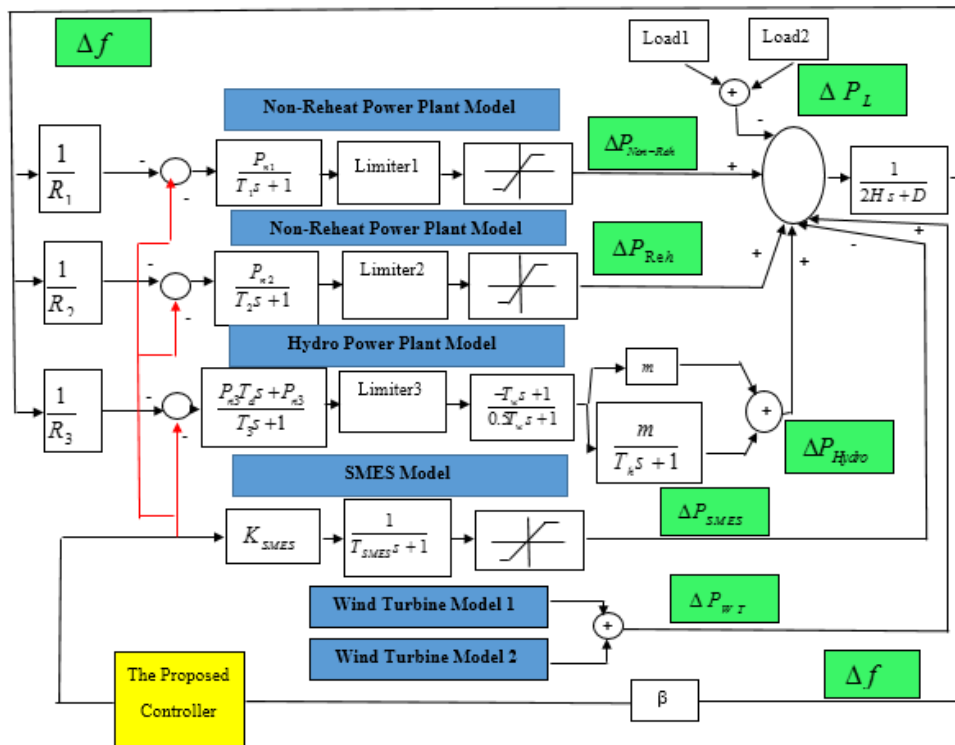 Δf
Load1
Load2
ΔP_L
Non-Reheat Power Plant Model
+
-
1/R_1
-
-
P_n1/(T_1s+1)
Limiter1
ΔP_Non-Reh
+
1/(2Hs+D)
Non-Reheat Power Plant Model
+
-
1/R_2
-
-
P_n2/(T_2s+1)
Limiter2
ΔP_Reh
+
+
Hydro Power Plant Model
1/R_3
-
-
(P_n3T_ds+P_n3)/(T_3s+1)
Limiter3
(-T_ws+1)/(0.5T_ws+1)
m
m/(T_hs+1)
+
ΔP_Hydro
SMES Model
K_SMES
1/(T_SMESs+1)
ΔP_SMES
Wind Turbine Model 1
+
ΔP_WT
Wind Turbine Model 2
The Proposed
Controller
β
Δf